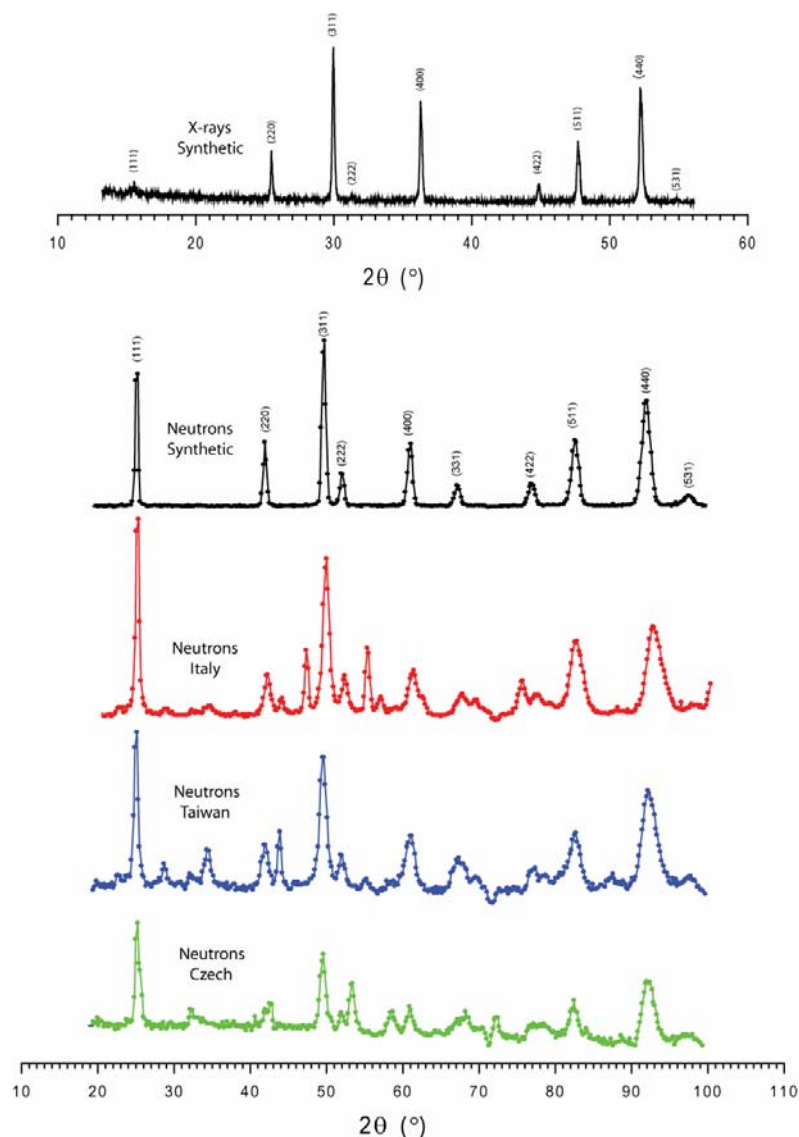 (311)
(440)
(400)
X-rays
Synthetic
(220)
(511)
(111)
(222)
(422)
(531)
10 20 30 40 50 60
2θ (°)
(311)
(111)
(440)
Neutrons
Synthetic
(220)
(222)
(400)
(331)
(422)
(511)
(531)
Neutrons
Italy
Neutrons
Taiwan
Neutrons
Czech
10 20 30 40 50 60 70 80 90 100 110
2θ (°)